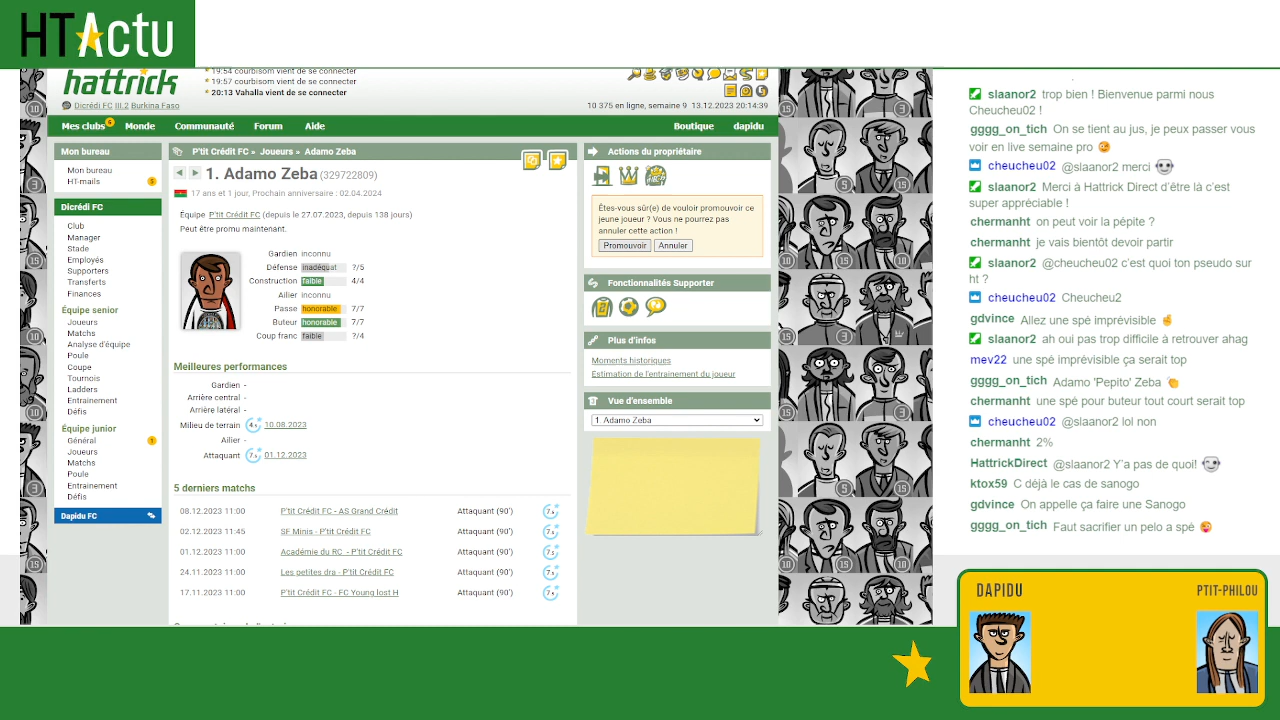 HTActu
hattrick
19:54 courbisom vient de se connecter
19:57 courbisom vient de se connecter
20:13 Vahalla vient de se connecter
Dicrédi FC III.2 Burkina Faso
10 375 en ligne, semaine 9 13.12.2023 20:14:39
Mes clubs 6 Monde Communauté Forum Aide Boutique dapidu
Mon bureau
Mon bureau
HT-mails 5
Dicrédi FC
Club
Manager
Stade
Employés
Supporters
Transferts
Finances
Équipe senior
Joueurs
Matchs
Analyse d'équipe
Poule
Coupe
Tournois
Ladders
Entrainement
Défis
Équipe junior
Général 1
Joueurs
Matchs
Poule
Entrainement
Défis
Dapidu FC
P'tit Crédit FC » Joueurs » Adamo Zeba
1. Adamo Zeba (329722809)
17 ans et 1 jour, Prochain anniversaire : 02.04.2024
Équipe P'tit Crédit FC (depuis le 27.07.2023, depuis 138 jours)
Peut être promu maintenant.
Gardien inconnu
Défense inadéquat ?/5
Construction faible 4/4
Ailier inconnu
Passe honorable 7/7
Buteur honorable 7/7
Coup franc faible ?/4
Meilleures performances
Gardien -
Arrière central -
Arrière latéral -
Milieu de terrain 10.08.2023
Ailier -
Attaquant 01.12.2023
5 derniers matchs
08.12.2023 11:00 P'tit Crédit FC - AS Grand Crédit Attaquant (90')
02.12.2023 11:45 SF Minis - P'tit Crédit FC Attaquant (90')
01.12.2023 11:00 Académie du RC - P'tit Crédit FC Attaquant (90')
24.11.2023 11:00 Les petites dra - P'tit Crédit FC Attaquant (90')
17.11.2023 11:00 P'tit Crédit FC - FC Young lost H Attaquant (90')
Actions du propriétaire
Êtes-vous sûr(e) de vouloir promouvoir ce
jeune joueur ? Vous ne pourrez pas
annuler cette action !
Promouvoir Annuler
Fonctionnalités Supporter
Plus d'infos
Moments historiques
Estimation de l'entrainement du joueur
Vue d'ensemble
1. Adamo Zeba
slaanor2 trop bien ! Bienvenue parmi nous
Cheucheu02 !
gggg_on_tich On se tient au jus, je peux passer vous
voir en live semaine pro
cheucheu02 @slaanor2 merci
slaanor2 Merci à Hattrick Direct d'être là c'est
super appréciable !
chermanht on peut voir la pépite ?
chermanht je vais bientôt devoir partir
slaanor2 @cheucheu02 c'est quoi ton pseudo sur
ht ?
cheucheu02 Cheucheu2
gdvince Allez une spé imprévisible
slaanor2 ah oui pas trop difficile à retrouver ahag
mev22 une spé imprévisible ça serait top
gggg_on_tich Adamo 'Pepito' Zeba
chermanht une spé pour buteur tout court serait top
cheucheu02 @slaanor2 lol non
chermanht 2%
HattrickDirect @slaanor2 Y'a pas de quoi!
ktox59 C déjà le cas de sanogo
gdvince On appelle ça faire une Sanogo
gggg_on_tich Faut sacrifier un pelo a spé
DAPIDU
PTIT-PHILOU